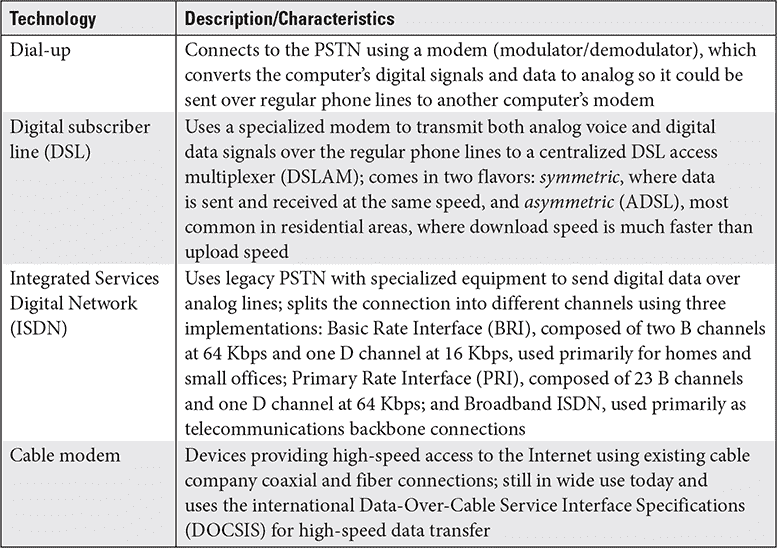 Technology Description/Characteristics
Dial-up Connects to the PSTN using a modem (modulator/demodulator), which
converts the computer’s digital signals and data to analog so it could be
sent over regular phone lines to another computer’s modem
Digital subscriber Uses a specialized modem to transmit both analog voice and digital
line (DSL) data signals over the regular phone lines to a centralized DSL access
multiplexer (DSLAM); comes in two flavors: symmetric, where data
is sent and received at the same speed, and asymmetric (ADSL), most
common in residential areas, where download speed is much faster than
upload speed
Integrated Services Uses legacy PSTN with specialized equipment to send digital data over
Digital Network analog lines; splits the connection into different channels using three
(ISDN) implementations: Basic Rate Interface (BRI), composed of two B channels
at 64 Kbps and one D channel at 16 Kbps, used primarily for homes and
small offices; Primary Rate Interface (PRI), composed of 23 B channels
and one D channel at 64 Kbps; and Broadband ISDN, used primarily as
telecommunications backbone connections
Cable modem Devices providing high-speed access to the Internet using existing cable
company coaxial and fiber connections; still in wide use today and
uses the international Data-Over-Cable Service Interface Specifications
(DOCSIS) for high-speed data transfer